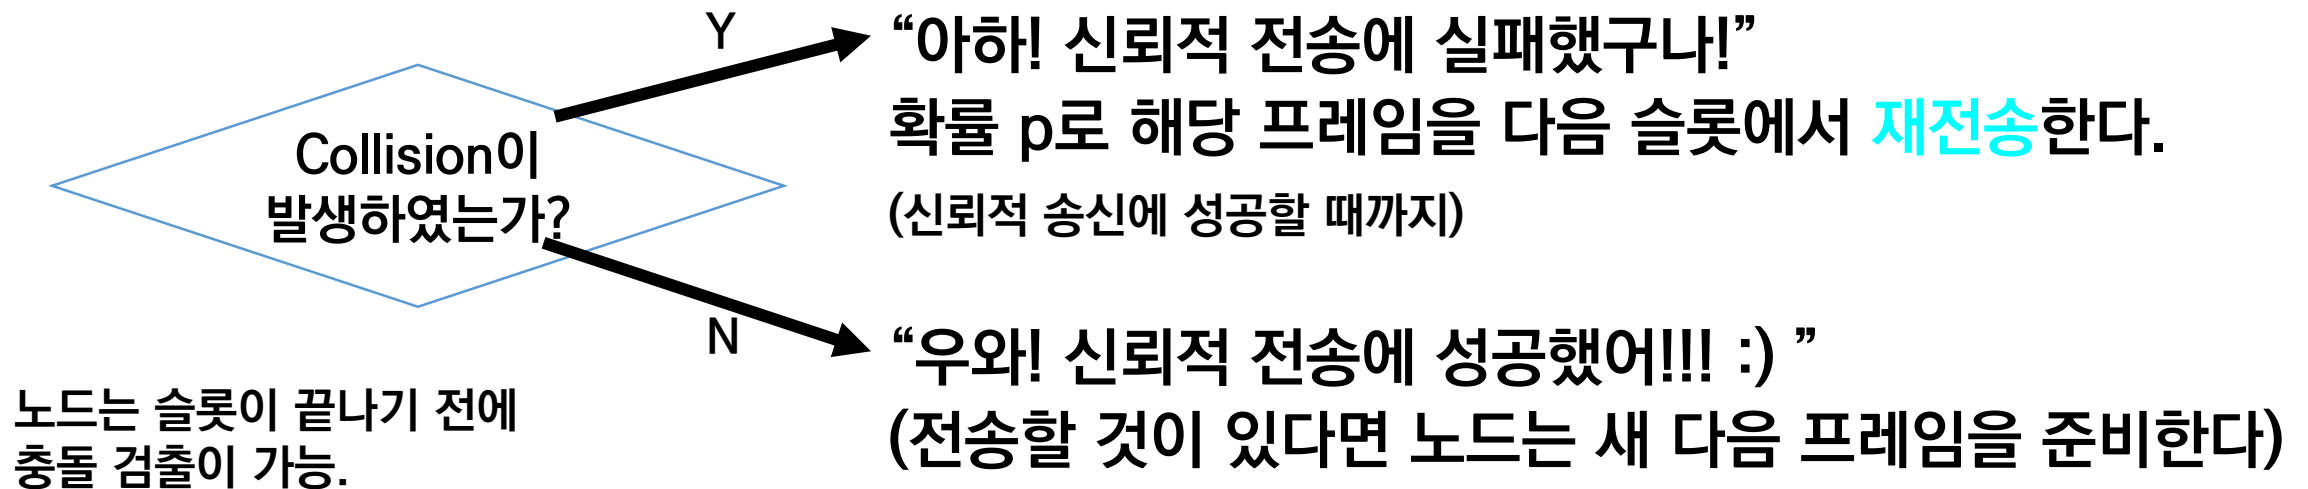 Collision이
발생하였는가?
Y
“아하! 신뢰적 전송에 실패했구나!”
확률 p로 해당 프레임을 다음 슬롯에서 재전송한다.
(신뢰적 송신에 성공할 때까지)
N
“우와! 신뢰적 전송에 성공했어!!! :) ”
(전송할 것이 있다면 노드는 새 다음 프레임을 준비한다)
노드는 슬롯이 끝나기 전에
충돌 검출이 가능.